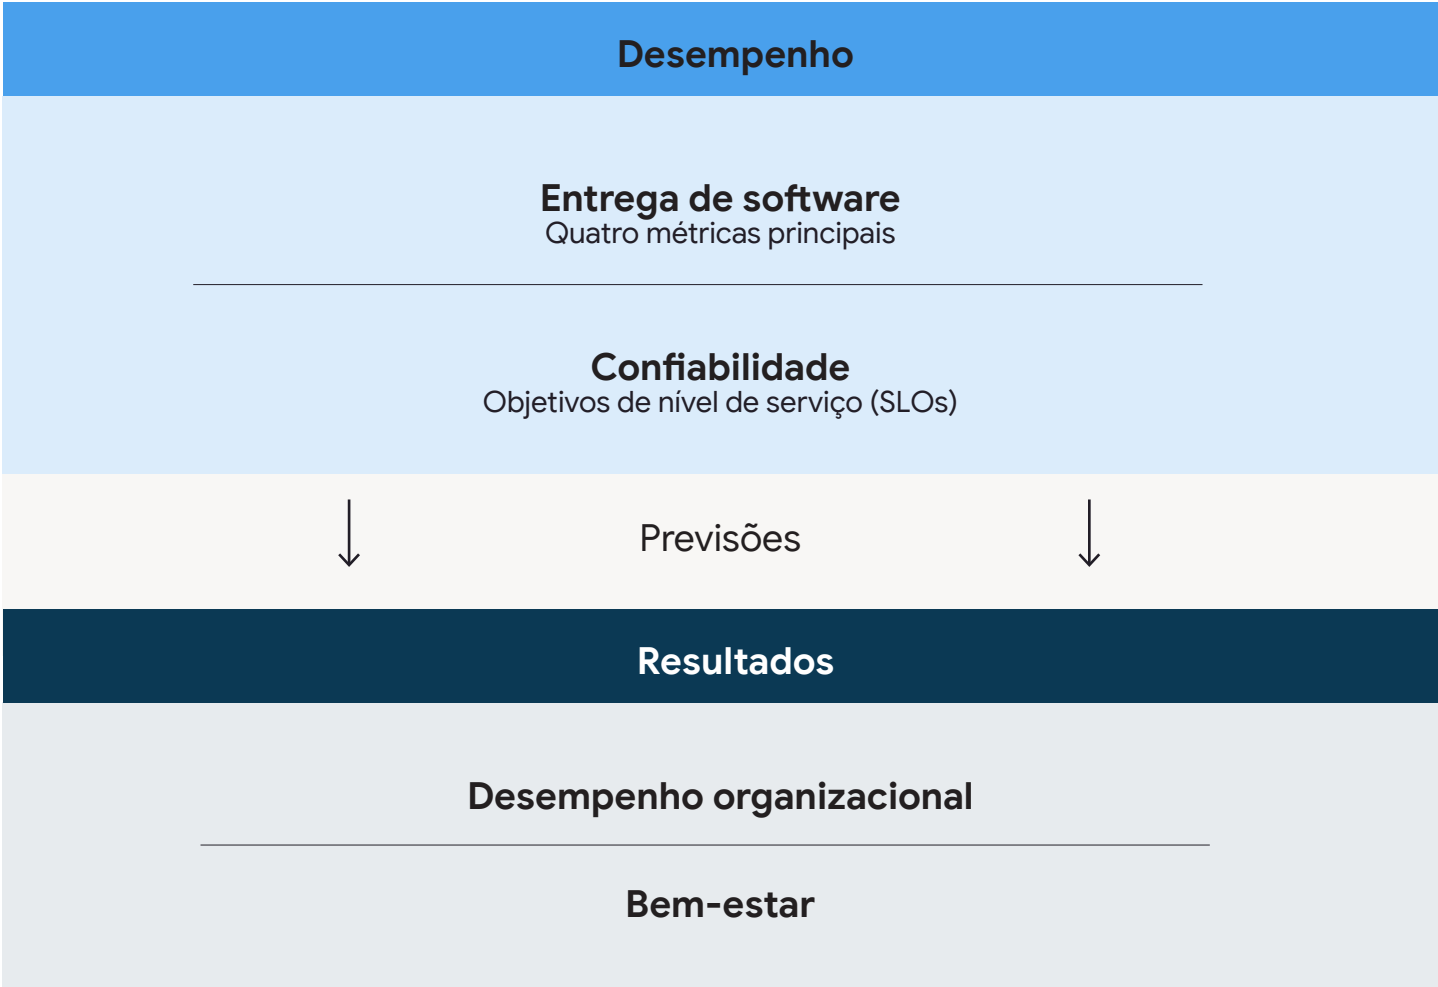 Desempenho
Entrega de software
Quatro métricas principais
Confiabilidade
Objetivos de nível de serviço (SLOs)
Previsões
Resultados
Desempenho organizacional
Bem-estar